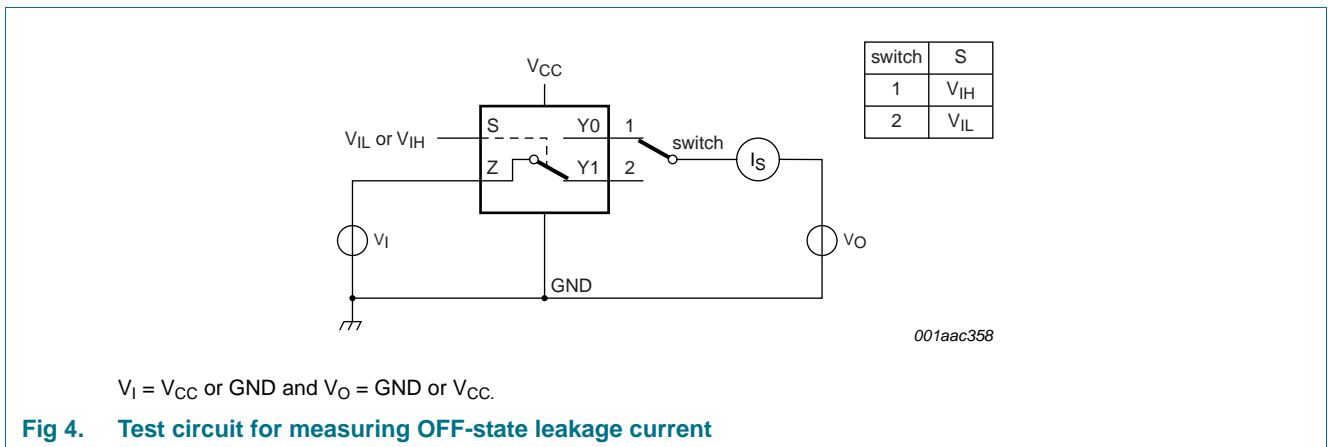 switch S
1 VIH
2 VIL
VCC
VIL or VIH
S
Y0
1
switch
IS
Z
Y1
2
VI
VO
GND
001aac358
VI = VCC or GND and VO = GND or VCC.
Fig 4. Test circuit for measuring OFF-state leakage current